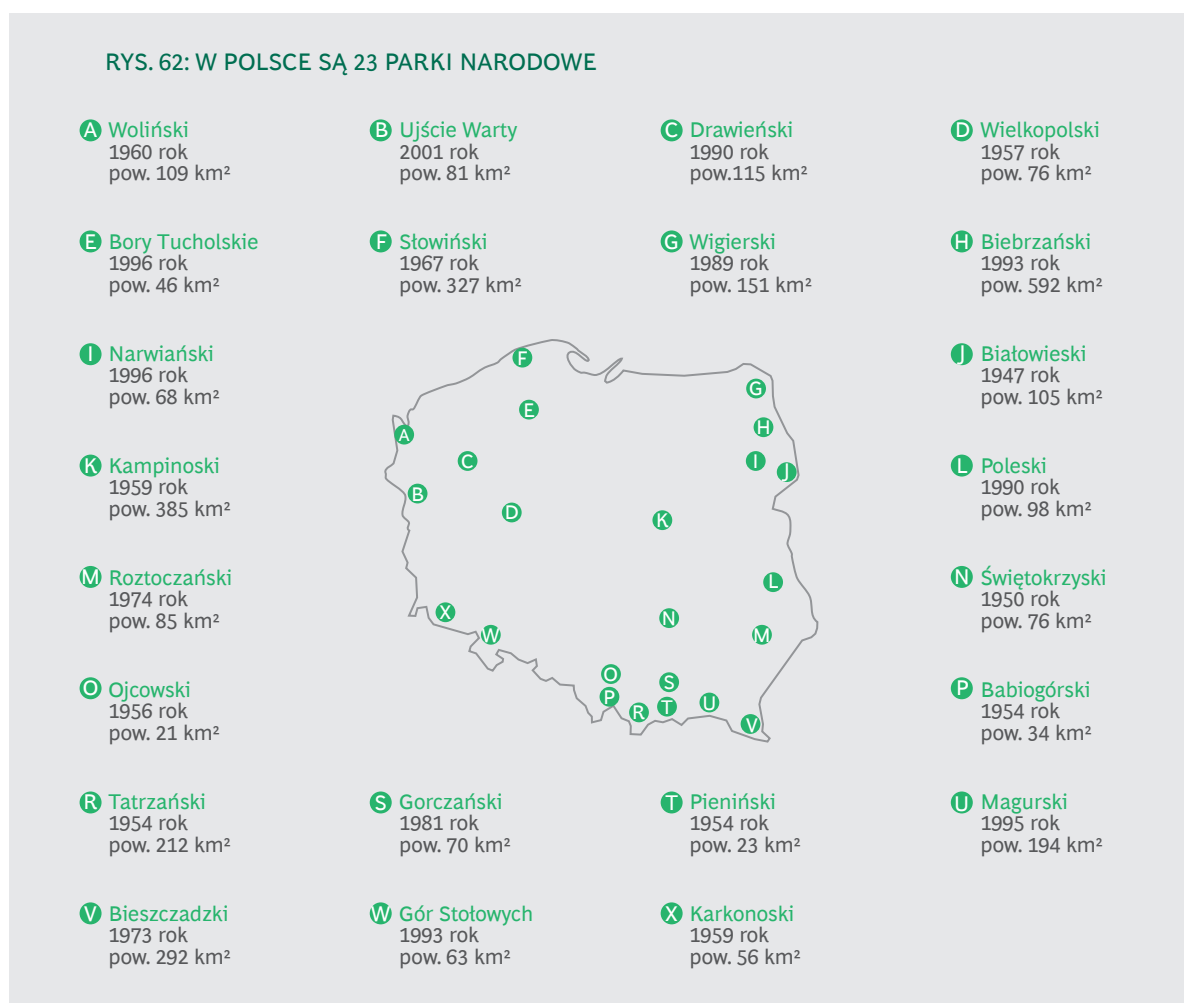 RYS. 62: W POLSCE SĄ 23 PARKI NARODOWE
A Woliński
1960 rok
pow. 109 km²
B Ujście Warty
2001 rok
pow. 81 km²
C Drawieński
1990 rok
pow.115 km²
D Wielkopolski
1957 rok
pow. 76 km²
E Bory Tucholskie
1996 rok
pow. 46 km²
F Słowiński
1967 rok
pow. 327 km²
G Wigierski
1989 rok
pow. 151 km²
H Biebrzański
1993 rok
pow. 592 km²
I Narwiański
1996 rok
pow. 68 km²
J Białowieski
1947 rok
pow. 105 km²
K Kampinoski
1959 rok
pow. 385 km²
L Poleski
1990 rok
pow. 98 km²
M Roztoczański
1974 rok
pow. 85 km²
N Świętokrzyski
1950 rok
pow. 76 km²
O Ojcowski
1956 rok
pow. 21 km²
P Babiogórski
1954 rok
pow. 34 km²
R Tatrzański
1954 rok
pow. 212 km²
S Gorczański
1981 rok
pow. 70 km²
T Pieniński
1954 rok
pow. 23 km²
U Magurski
1995 rok
pow. 194 km²
V Bieszczadzki
1973 rok
pow. 292 km²
W Gór Stołowych
1993 rok
pow. 63 km²
X Karkonoski
1959 rok
pow. 56 km²
F
G
E
H
A
C
I
J
B
D
K
L
X
N
W
M
O
S
P
R
T
U
V